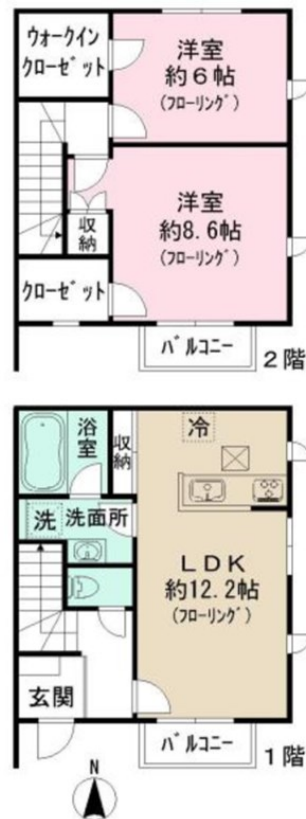 ウォークイン
クローゼット
洋室
約6帖
(フローリング)
洋室
約8.6帖
(フローリング)
収
納
クローゼット
バルコニー
2階
浴
室
収
納
冷
洗
洗面所
LDK
約12.2帖
(フローリング)
玄関
バルコニー
1階
N